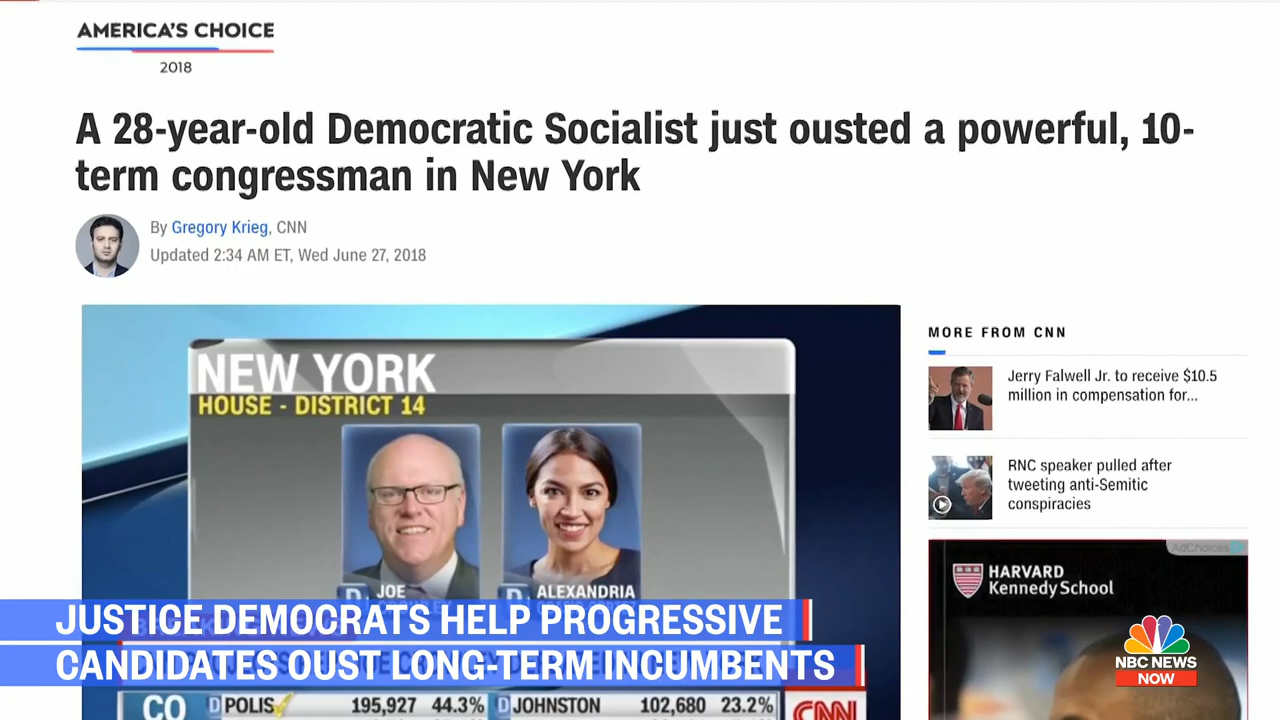 AMERICA'S CHOICE
2018
A 28-year-old Democratic Socialist just ousted a powerful, 10-
term congressman in New York
By Gregory Krieg, CNN
Updated 2:34 AM ET, Wed June 27, 2018
NEW YORK
HOUSE - DISTRICT 14
D JOE
D ALEXANDRIA
MORE FROM CNN
Jerry Falwell Jr. to receive $10.5
million in compensation for...
RNC speaker pulled after
tweeting anti-Semitic
conspiracies
AdChoices
HARVARD
Kennedy School
JUSTICE DEMOCRATS HELP PROGRESSIVE
CANDIDATES OUST LONG-TERM INCUMBENTS
CO D POLIS 195,927 44.3% D JOHNSTON 102,680 23.2%
CNN
NBC NEWS
NOW